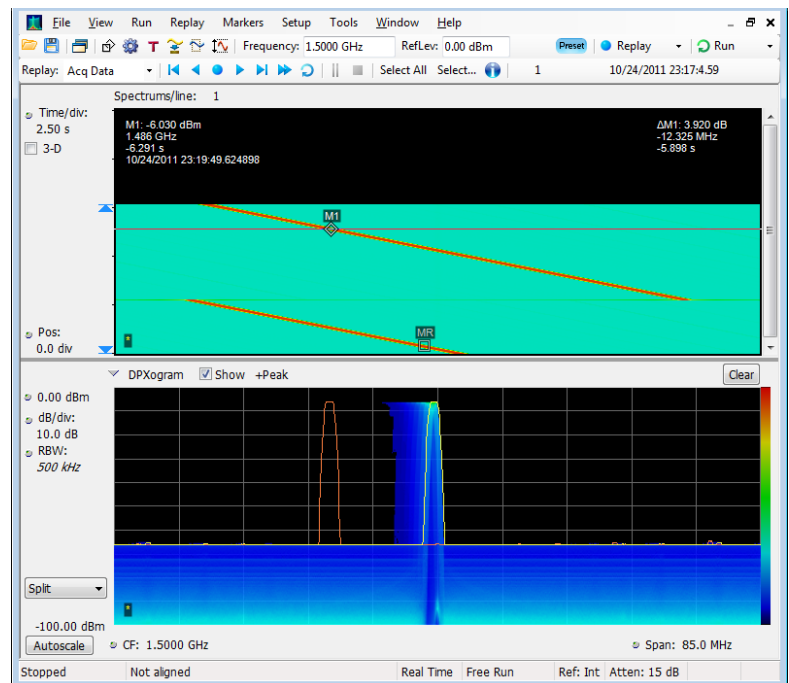 File View Run Replay Markers Setup Tools Window Help
T Frequency: 1.5000 GHz RefLev: 0.00 dBm Preset Replay Run
Replay: Acq Data Select All Select... 1 10/24/2011 23:17:4.59
Spectrums/line: 1
Time/div:
2.50 s
3-D
M1: -6.030 dBm
1.486 GHz
-6.291 s
10/24/2011 23:19:49.624898
ΔM1: 3.920 dB
-12.325 MHz
-5.898 s
M1
MR
Pos:
0.0 div
DPXogram Show +Peak Clear
0.00 dBm
dB/div:
10.0 dB
RBW:
500 kHz
Split
-100.00 dBm
Autoscale CF: 1.5000 GHz Span: 85.0 MHz
Stopped Not aligned Real Time Free Run Ref: Int Atten: 15 dB